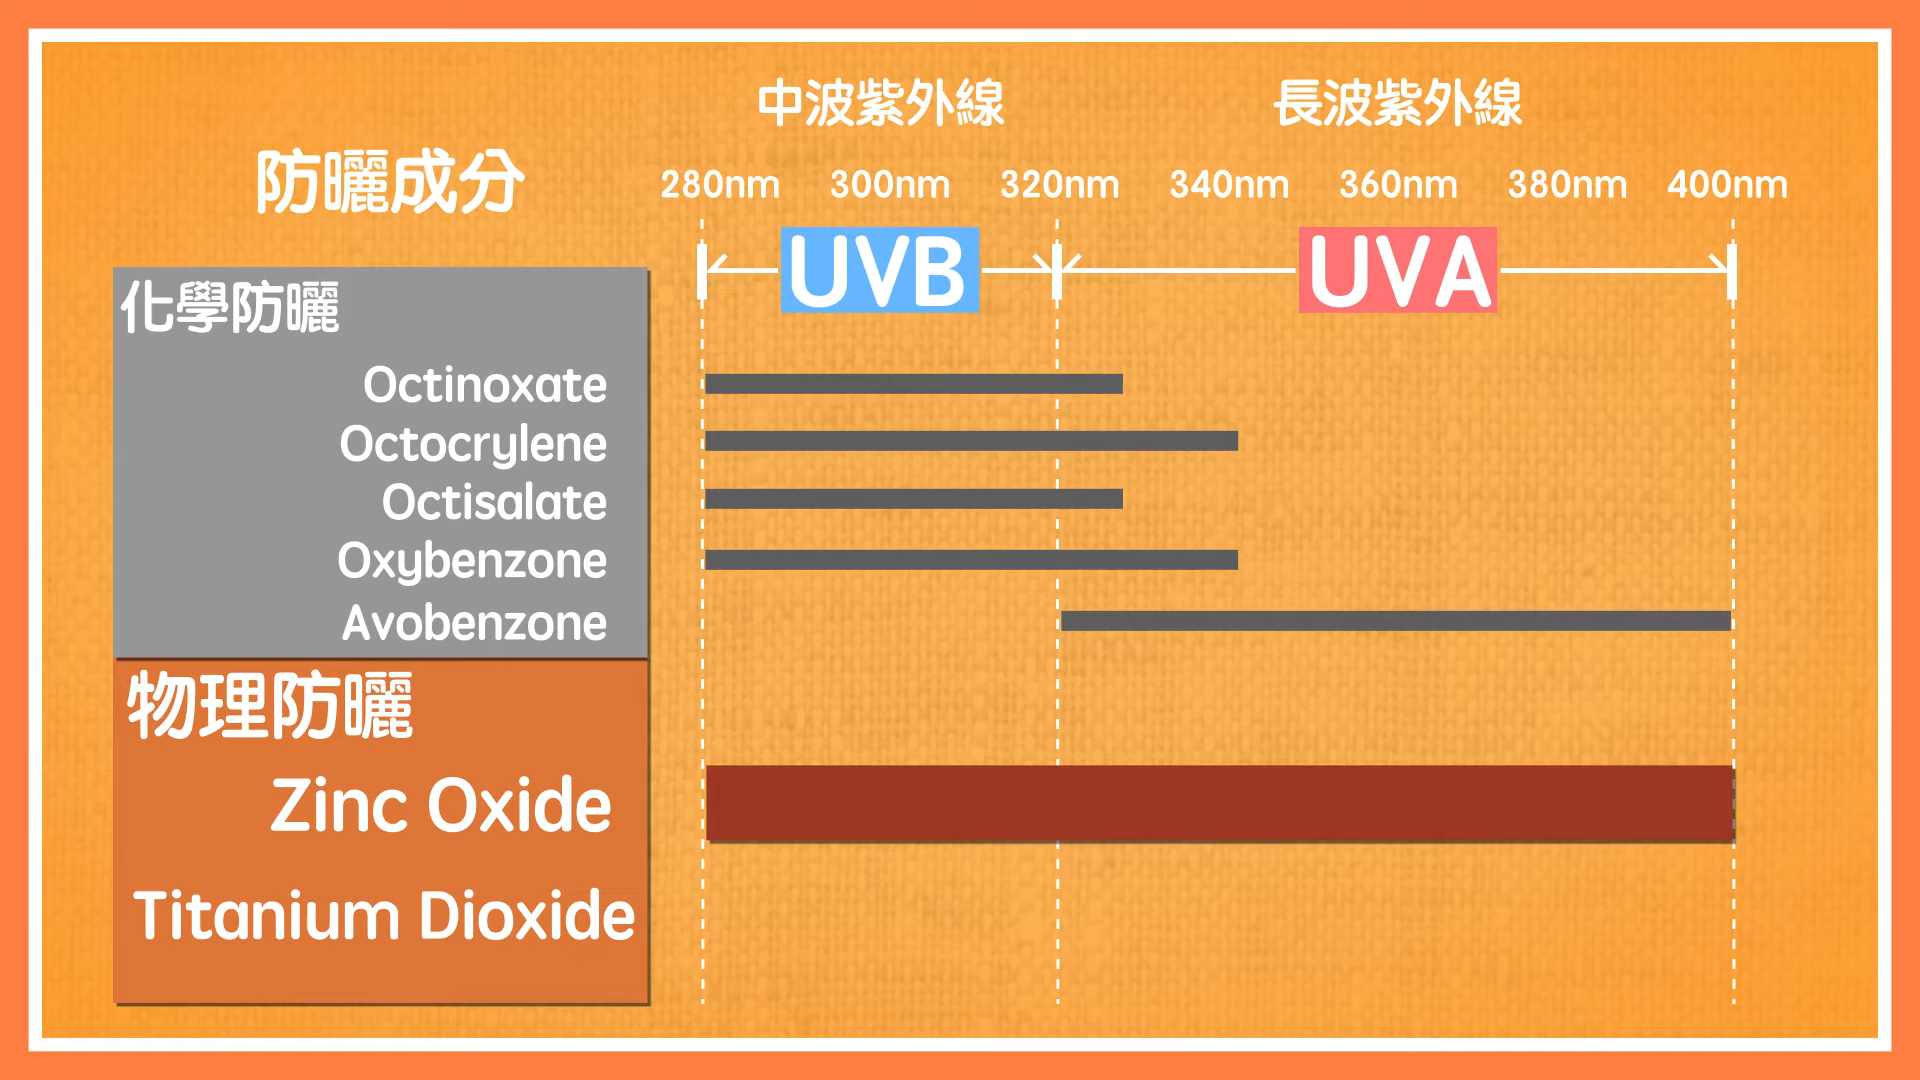 中波紫外線 長波紫外線
防曬成分
280nm 300nm 320nm 340nm 360nm 380nm 400nm
UVB UVA
化學防曬
Octinoxate
Octocrylene
Octisalate
Oxybenzone
Avobenzone
物理防曬
Zinc Oxide
Titanium Dioxide